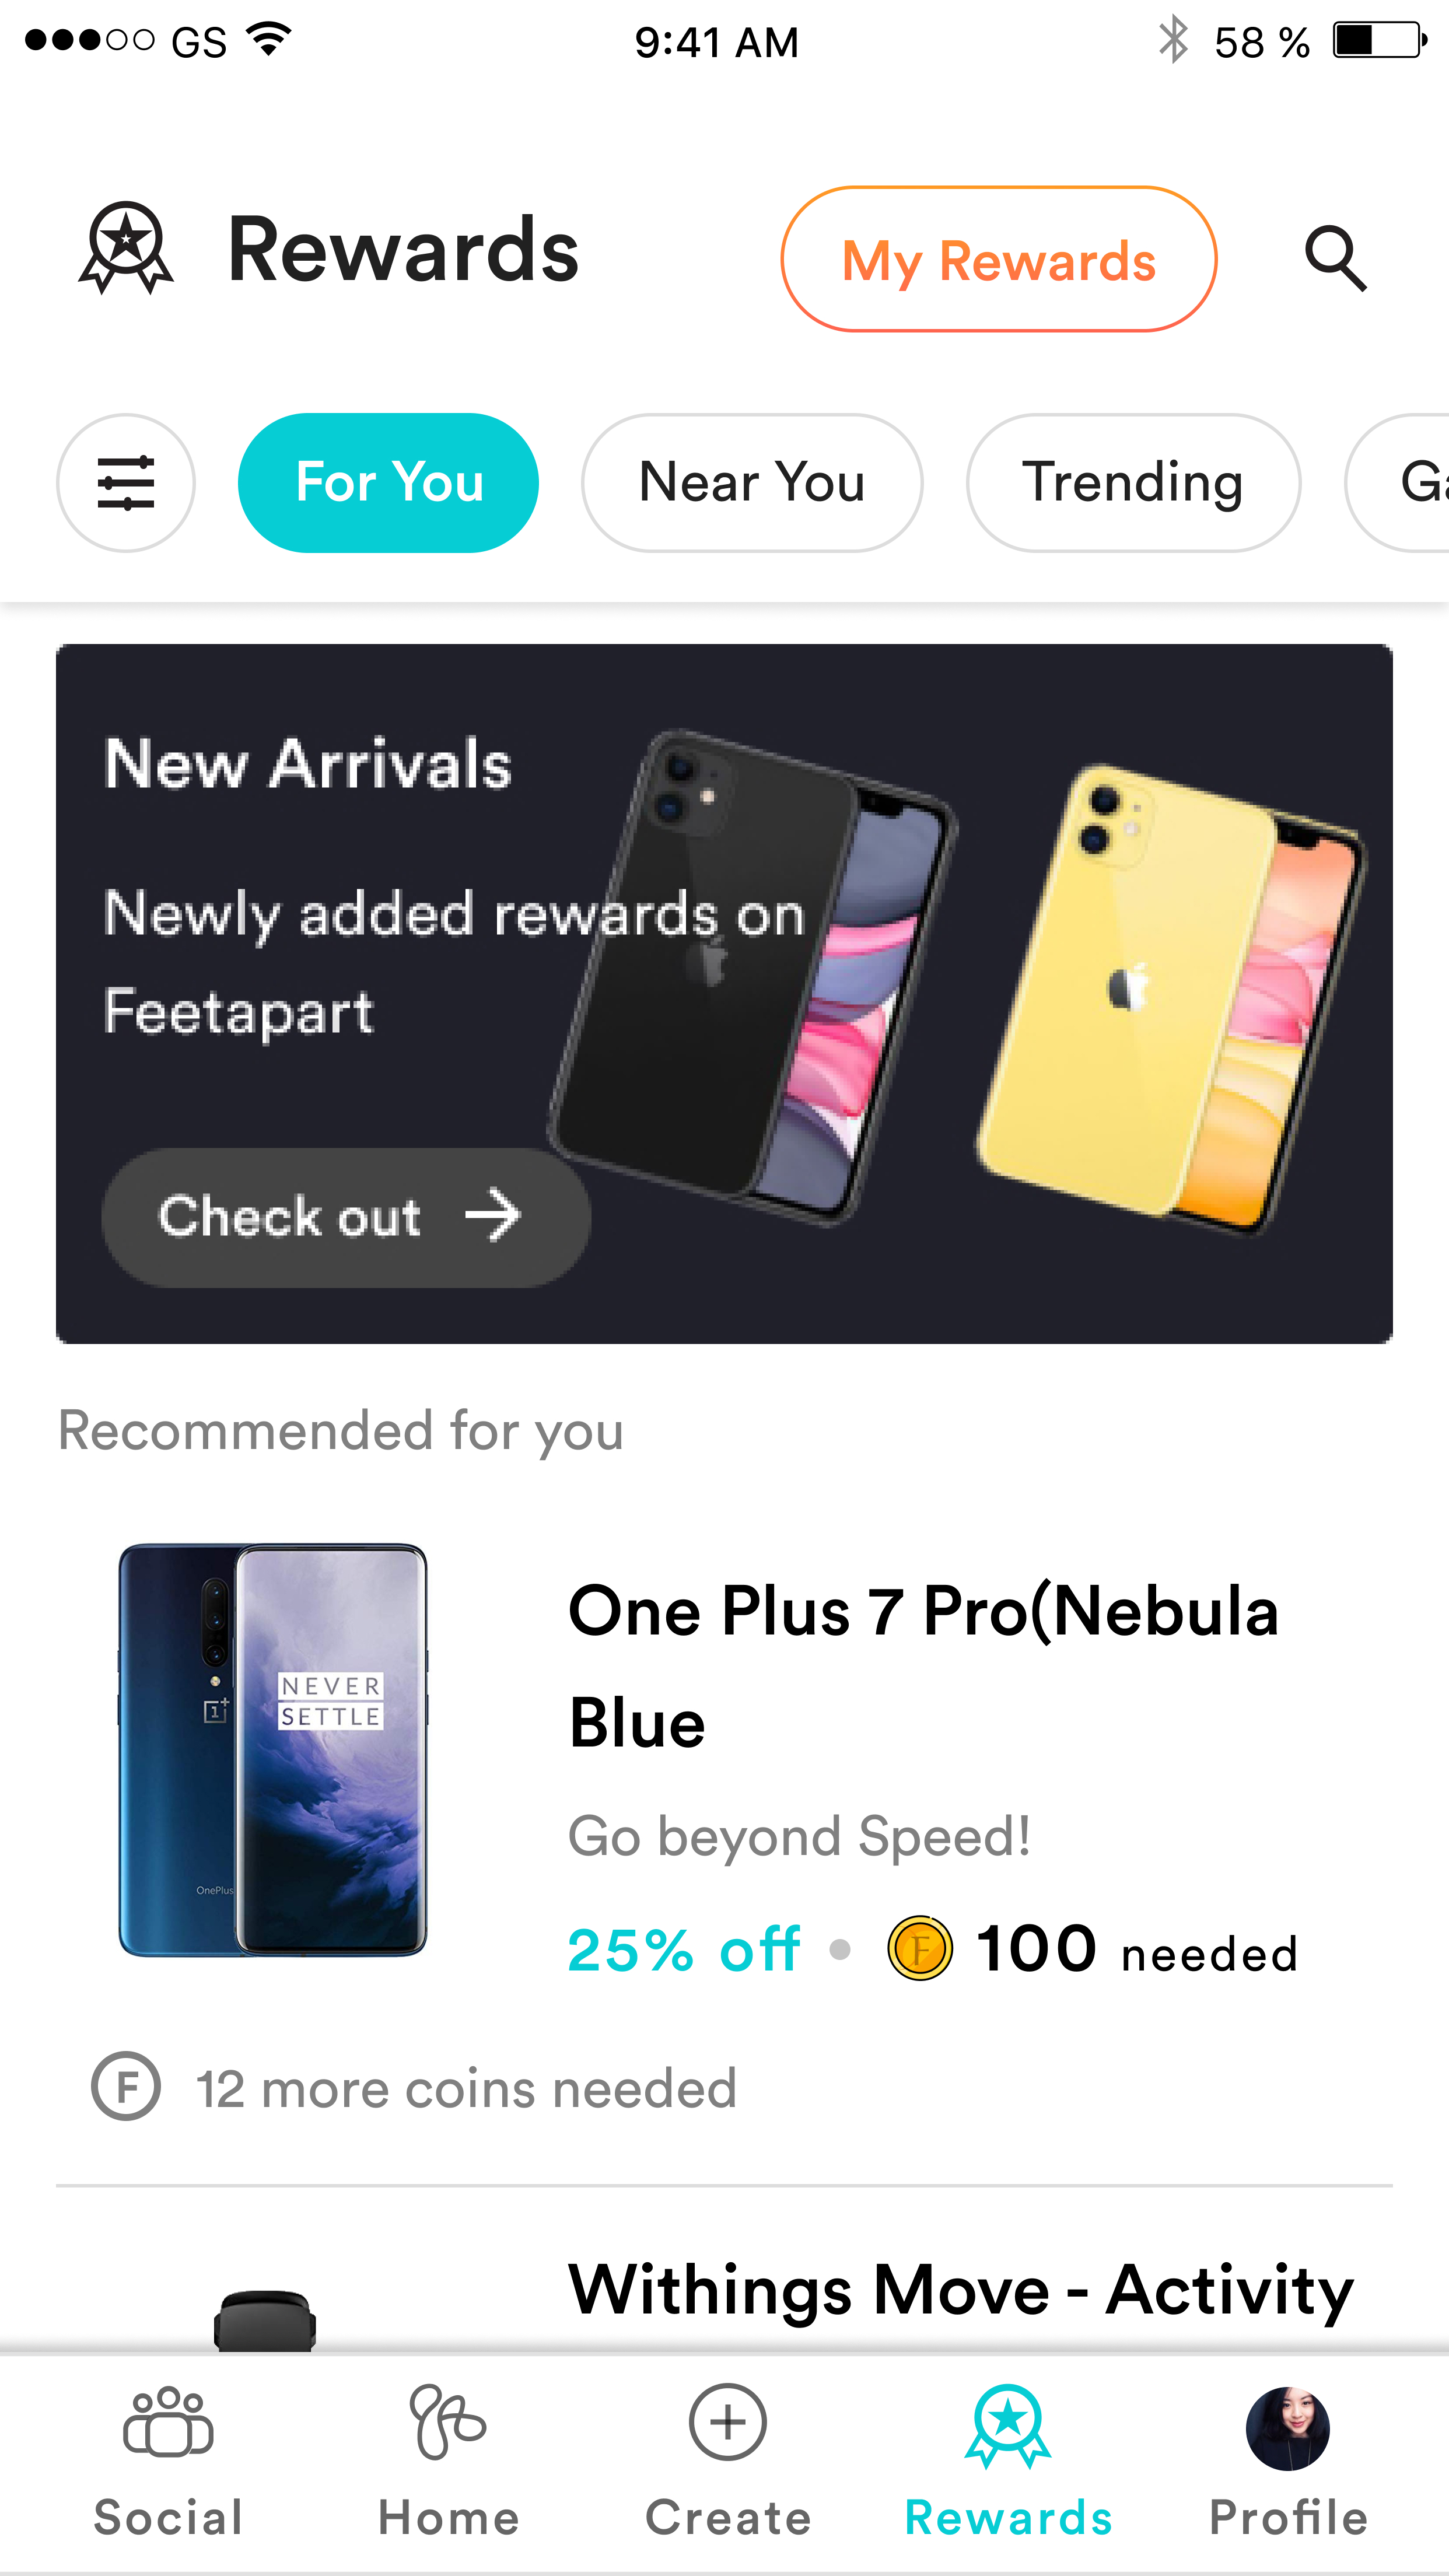 GS
9:41 AM
58 %
Rewards
My Rewards
For You
Near You
Trending
Ga
New Arrivals
Newly added rewards on
Feetapart
Check out
Recommended for you
NEVER
SETTLE
OnePlus
One Plus 7 Pro(Nebula
Blue
Go beyond Speed!
25% off
F
100 needed
F
12 more coins needed
Withings Move - Activity
Social
Home
Create
Rewards
Profile